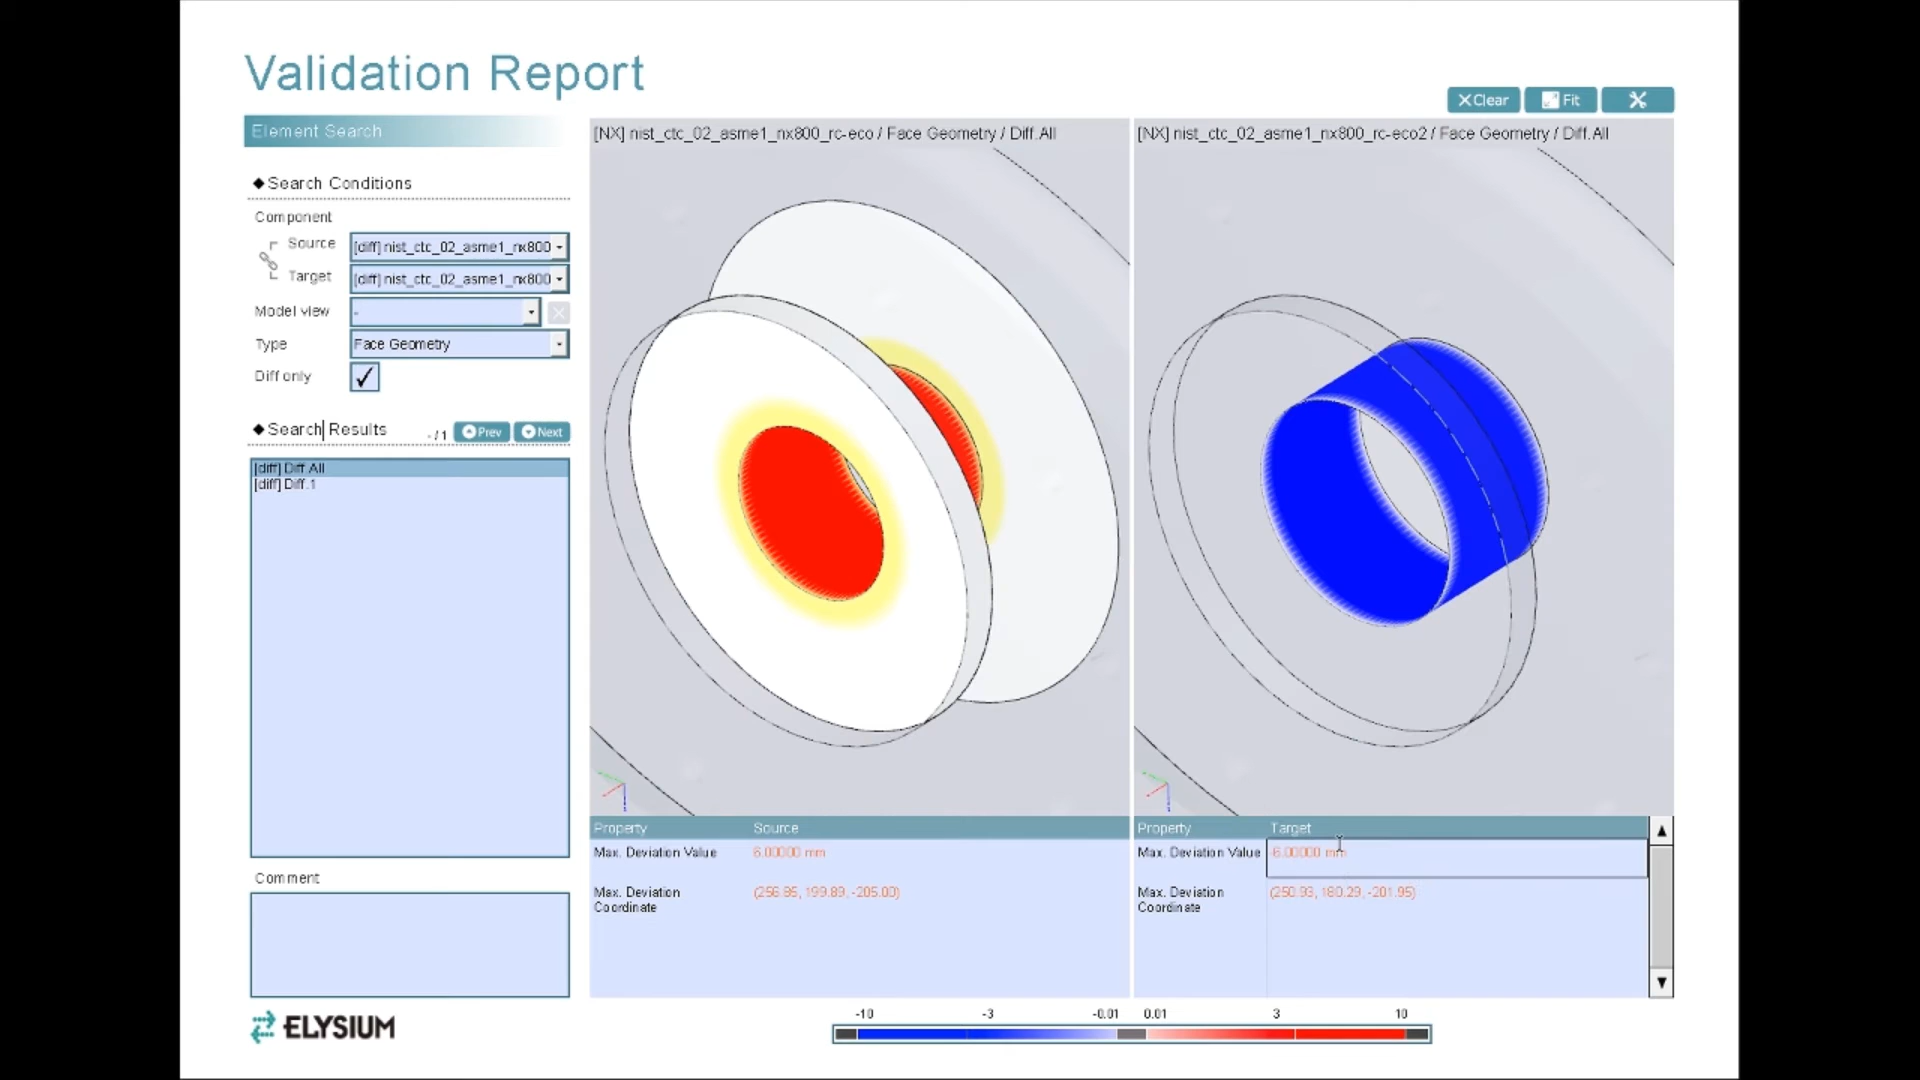 Validation Report
Clear
Fit
Element Search
[NX] nist_ctc_02_asme1_nx800_rc-eco / Face Geometry / Diff.All
[NX] nist_ctc_02_asme1_nx800_rc-eco2 / Face Geometry / Diff.All
◆Search Conditions
Component
Source
[diff] nist_ctc_02_asme1_nx800
Target
[diff] nist_ctc_02_asme1_nx800
Model view
-
Type
Face Geometry
Diff only
◆Search Results
- / 1
Prev
Next
[diff] Diff.All
[diff] Diff.1
Comment
Property Source
Max. Deviation Value 6.00000 mm
Max. Deviation Coordinate (256.85, 199.89, -205.00)
Property Target
Max. Deviation Value -6.00000 mm
Max. Deviation Coordinate (250.93, 180.29, -201.95)
ELYSIUM
-10 -3 -0.01 0.01 3 10